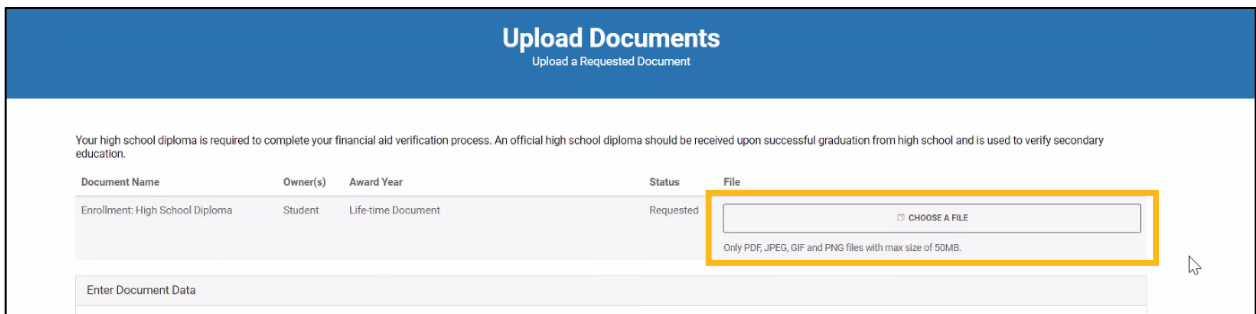 Upload Documents
Upload a Requested Document
Your high school diploma is required to complete your financial aid verification process. An official high school diploma should be received upon successful graduation from high school and is used to verify secondary
education.
Document Name Owner(s) Award Year Status File
Enrollment: High School Diploma Student Life-time Document Requested CHOOSE A FILE
Only PDF, JPEG, GIF and PNG files with max size of 50MB.
Enter Document Data